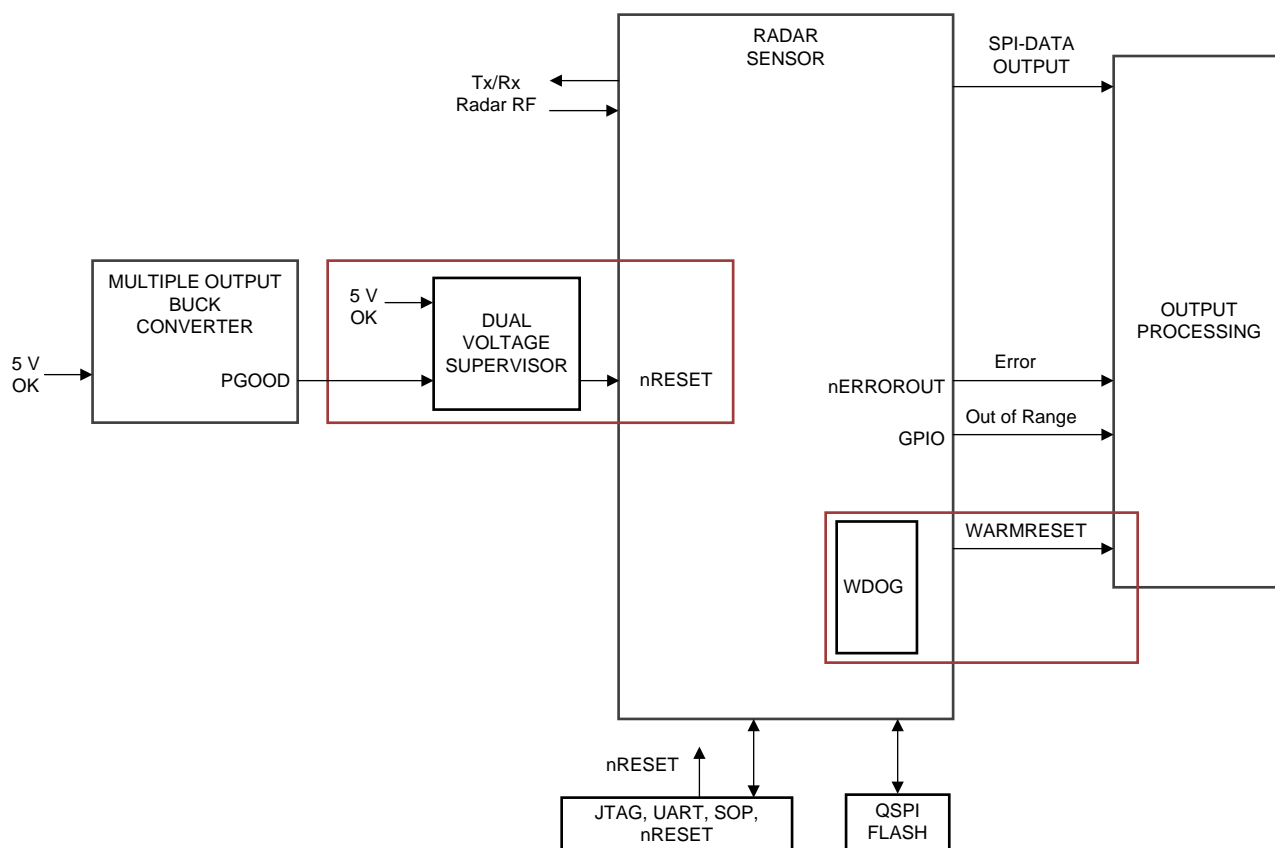 RADAR
SENSOR
SPI-DATA
OUTPUT
Tx/Rx
Radar RF
MULTIPLE OUTPUT
BUCK
CONVERTER
5 V
OK
PGOOD
5 V
OK
DUAL
VOLTAGE
SUPERVISOR
nRESET
OUTPUT
PROCESSING
nERROROUT
Error
GPIO
Out of Range
WDOG
WARMRESET
nRESET
JTAG, UART, SOP,
nRESET
QSPI
FLASH